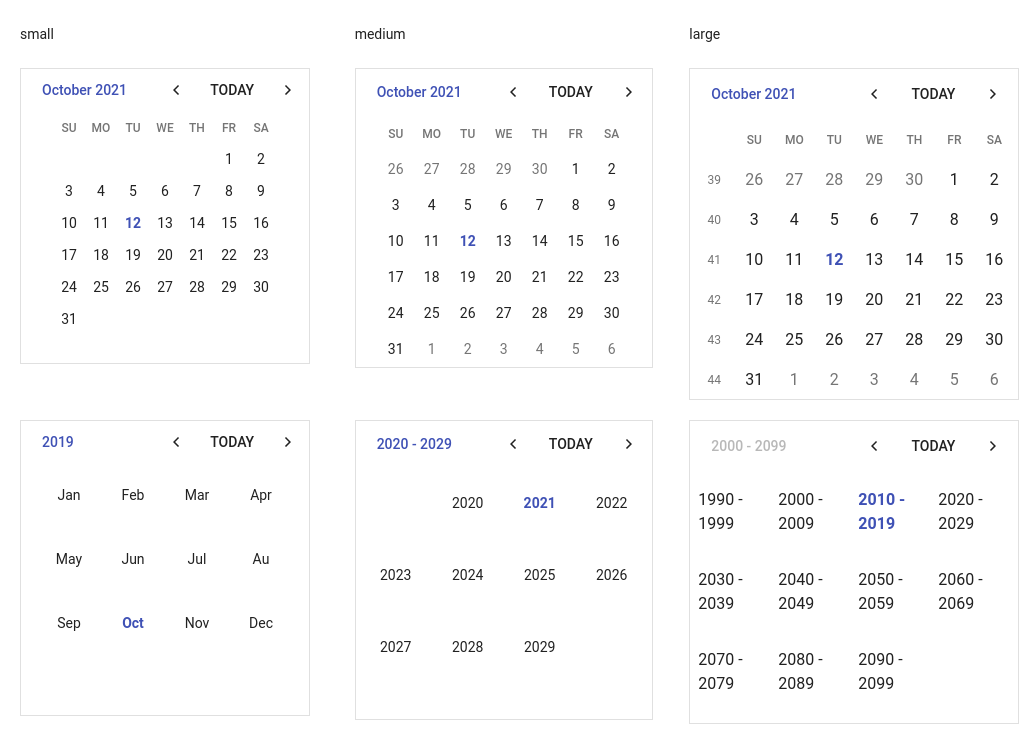 small
medium
large
October 2021 TODAY
SU MO TU WE TH FR SA
1 2
3 4 5 6 7 8 9
10 11 12 13 14 15 16
17 18 19 20 21 22 23
24 25 26 27 28 29 30
31
October 2021 TODAY
SU MO TU WE TH FR SA
26 27 28 29 30 1 2
3 4 5 6 7 8 9
10 11 12 13 14 15 16
17 18 19 20 21 22 23
24 25 26 27 28 29 30
31 1 2 3 4 5 6
October 2021 TODAY
SU MO TU WE TH FR SA
39 26 27 28 29 30 1 2
40 3 4 5 6 7 8 9
41 10 11 12 13 14 15 16
42 17 18 19 20 21 22 23
43 24 25 26 27 28 29 30
44 31 1 2 3 4 5 6
2019 TODAY
Jan Feb Mar Apr
May Jun Jul Au
Sep Oct Nov Dec
2020 - 2029 TODAY
2020 2021 2022
2023 2024 2025 2026
2027 2028 2029
2000 - 2099 TODAY
1990 - 2000 - 2010 - 2020 -
1999 2009 2019 2029
2030 - 2040 - 2050 - 2060 -
2039 2049 2059 2069
2070 - 2080 - 2090 -
2079 2089 2099